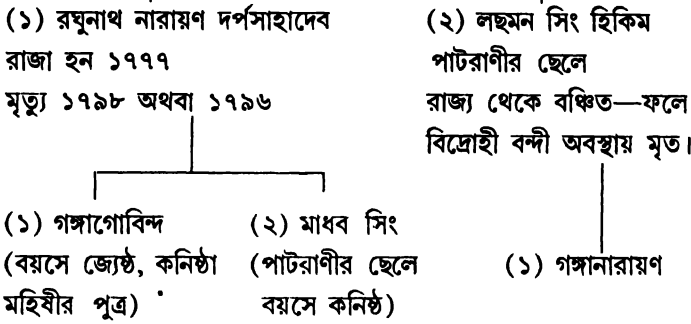 (১) রঘুনাথ নারায়ণ দর্পসাহাদেব
রাজা হন ১৭৭৭
মৃত্যু ১৭৯৮ অথবা ১৭৯৬
(২) লছমন সিং হিকিম
পাটরাণীর ছেলে
রাজ্য থেকে বঞ্চিত—ফলে
বিদ্রোহী বন্দী অবস্থায় মৃত।
(১) গঙ্গাগোবিন্দ
(বয়সে জ্যেষ্ঠ, কনিষ্ঠা
মহিষীর পুত্র)
(২) মাধব সিং
(পাটরাণীর ছেলে
বয়সে কনিষ্ঠ)
(১) গঙ্গানারায়ণ